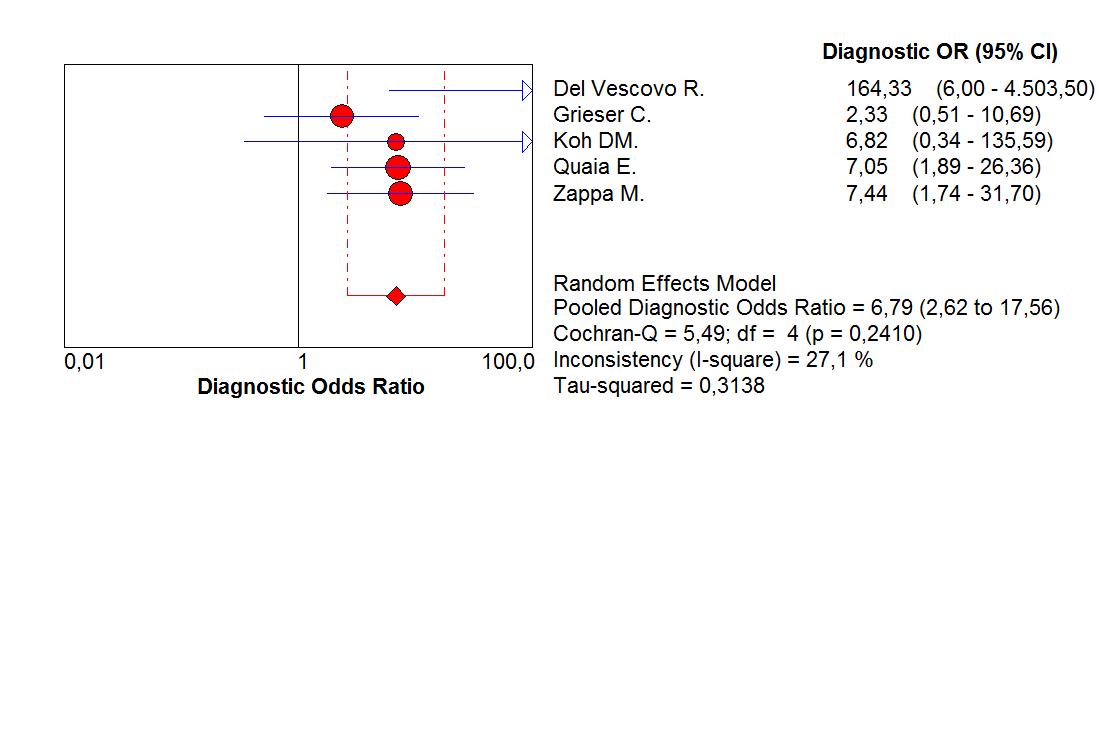 Diagnostic OR (95% CI)
Del Vescovo R. 164,33 (6,00 - 4.503,50)
Grieser C. 2,33 (0,51 - 10,69)
Koh DM. 6,82 (0,34 - 135,59)
Quaia E. 7,05 (1,89 - 26,36)
Zappa M. 7,44 (1,74 - 31,70)
Random Effects Model
Pooled Diagnostic Odds Ratio = 6,79 (2,62 to 17,56)
Cochran-Q = 5,49; df = 4 (p = 0,2410)
Inconsistency (I-square) = 27,1 %
Tau-squared = 0,3138
0,01 1 100,0
Diagnostic Odds Ratio